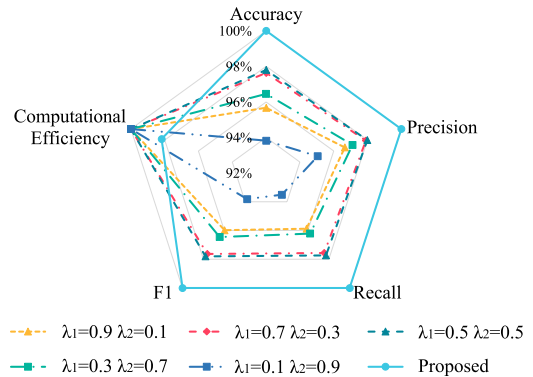 Accuracy
100%
98%
96%
94%
92%
Computational
Efficiency
Precision
F1
Recall
λ1=0.9 λ2=0.1
λ1=0.7 λ2=0.3
λ1=0.5 λ2=0.5
λ1=0.3 λ2=0.7
λ1=0.1 λ2=0.9
Proposed